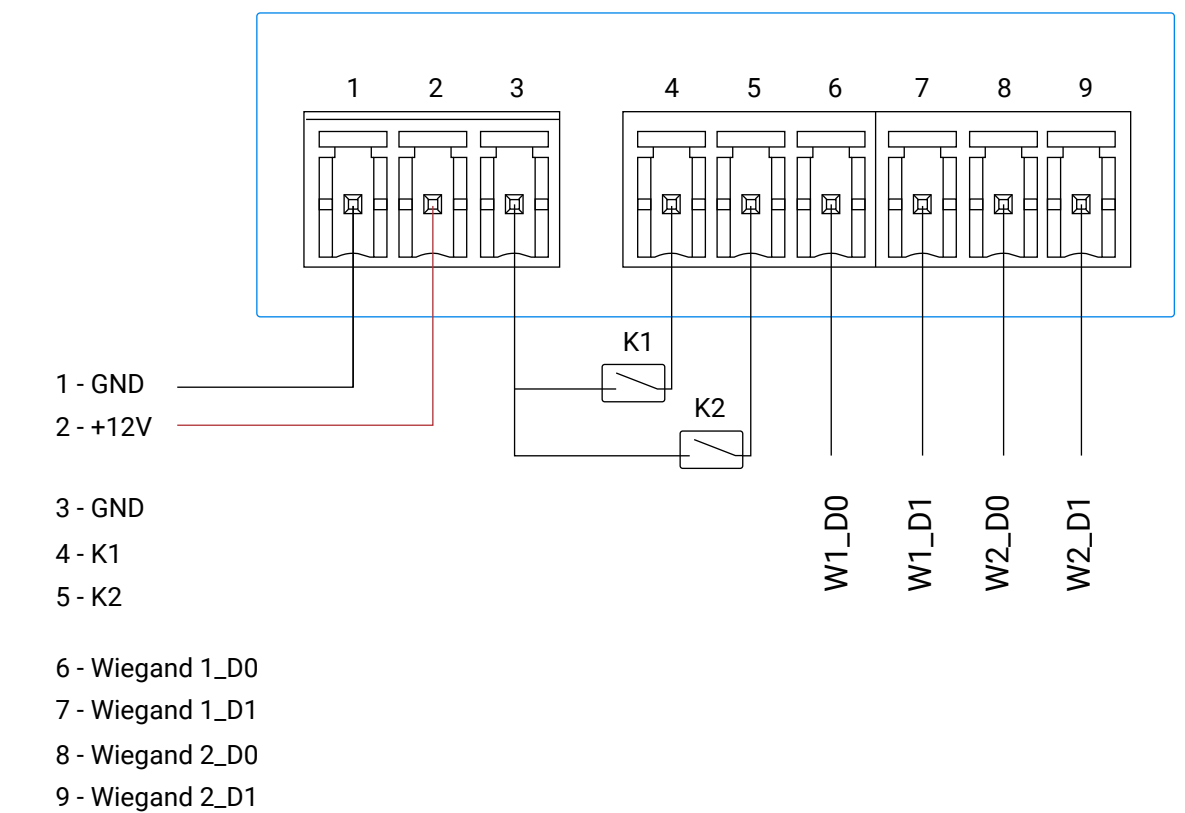 1 2 3 4 5 6 7 8 9
K1
1 - GND
K2
2 - +12V
W1_D0 W1_D1 W2_D0 W2_D1
3 - GND
4 - K1
5 - K2
6 - Wiegand 1_D0
7 - Wiegand 1_D1
8 - Wiegand 2_D0
9 - Wiegand 2_D1